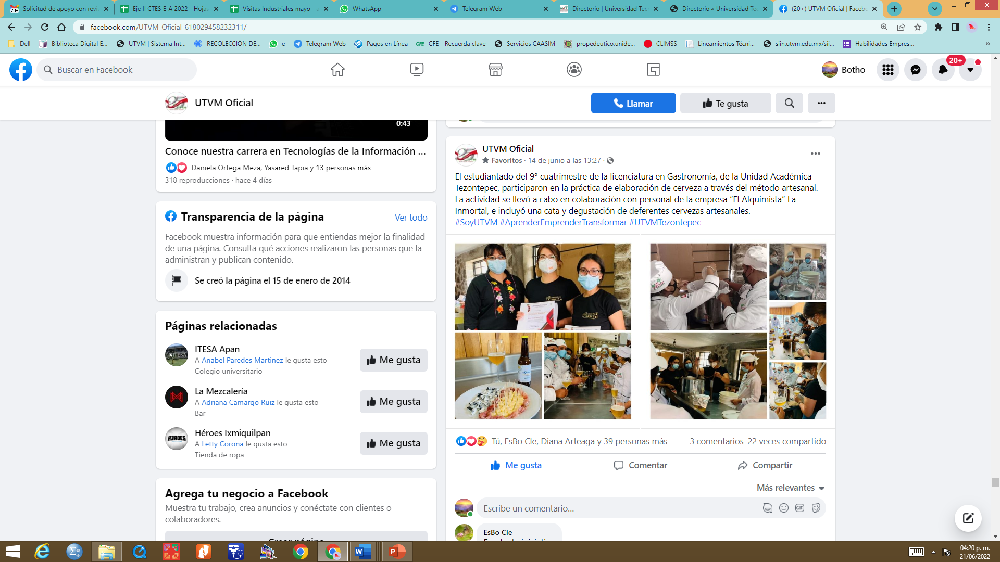 Solicitud de apoyo con revis
Eje II CTES E-A 2022 - Hojas
Visitas Industriales mayo - a
WhatsApp
Telegram Web
Directorio | Universidad Tec
Directorio « Universidad Tec
(20+) UTVM Oficial | Facebo
facebook.com/UTVM-Oficial-618029458232311/
Dell
Biblioteca Digital E...
UTVM | Sistema Int...
RECOLECCIÓN DE...
e
Telegram Web
Pagos en Línea
CFE - Recuerda clave
Servicios CAASIM
propedeutico.unide...
CLIMSS
Lineamientos Técni...
siin.utvm.edu.mx/sii...
Habilidades Empres...
»
Buscar en Facebook
Botho
20+
UTVM Oficial
Llamar
Te gusta
0:43
Conoce nuestra carrera en Tecnologías de la Información ...
Daniela Ortega Meza, Yasared Tapia y 13 personas más
318 reproducciones · hace 4 días
Transparencia de la página
Ver todo
Facebook muestra información para que entiendas mejor la finalidad
de una página. Consulta qué acciones realizaron las personas que la
administran y publican contenido.
Se creó la página el 15 de enero de 2014
Páginas relacionadas
ITESA Apan
A Anabel Paredes Martinez le gusta esto
Colegio universitario
Me gusta
La Mezcalería
A Adriana Camargo Ruiz le gusta esto
Bar
Me gusta
HEROES
Héroes Ixmiquilpan
A Letty Corona le gusta esto
Tienda de ropa
Me gusta
Agrega tu negocio a Facebook
Muestra tu trabajo, crea anuncios y conéctate con clientes o
colaboradores.
Crear página
UTVM Oficial
Favoritos · 14 de junio a las 13:27 ·
El estudiantado del 9° cuatrimestre de la licenciatura en Gastronomía, de la Unidad Académica
Tezontepec, participaron en la práctica de elaboración de cerveza a través del método artesanal.
La actividad se llevó a cabo en colaboración con personal de la empresa “El Alquimista” La
Inmortal, e incluyó una cata y degustación de deferentes cervezas artesanales.
#SoyUTVM #AprenderEmprenderTransformar #UTVMTezontepec
Tú, EsBo Cle, Diana Arteaga y 39 personas más
3 comentarios 22 veces compartido
Me gusta
Comentar
Compartir
Más relevantes
Escribe un comentario...
GIF
EsBo Cle
Excelente iniciativa
04:20 p. m.
21/06/2022